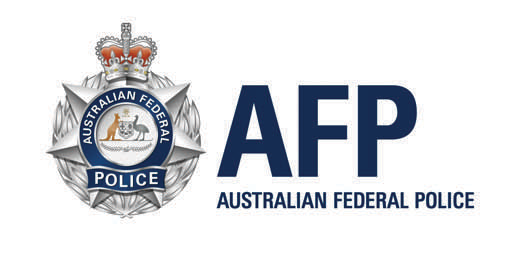 AUSTRALIAN FEDERAL
POLICE
AFP
AUSTRALIAN FEDERAL POLICE